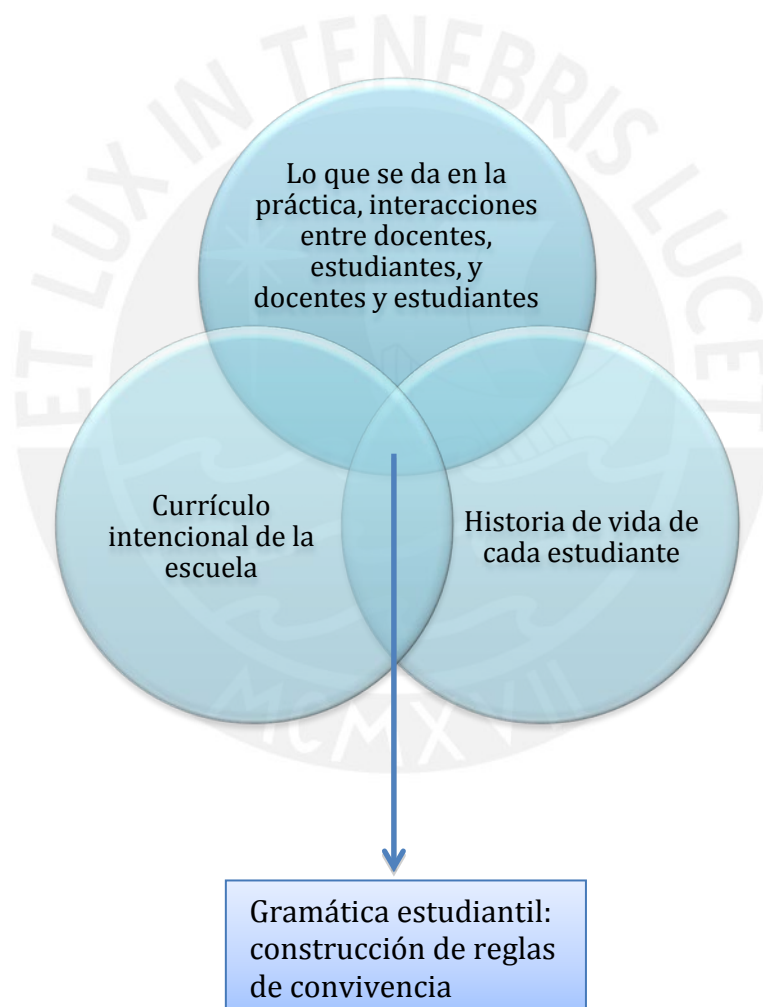 ET LUX IN TENEBRIS LUCET
Lo que se da en la
práctica, interacciones
entre docentes,
estudiantes, y
docentes y estudiantes
Currículo
intencional de la
escuela
Historia de vida de
cada estudiante
MCMXVII
Gramática estudiantil:
construcción de reglas
de convivencia